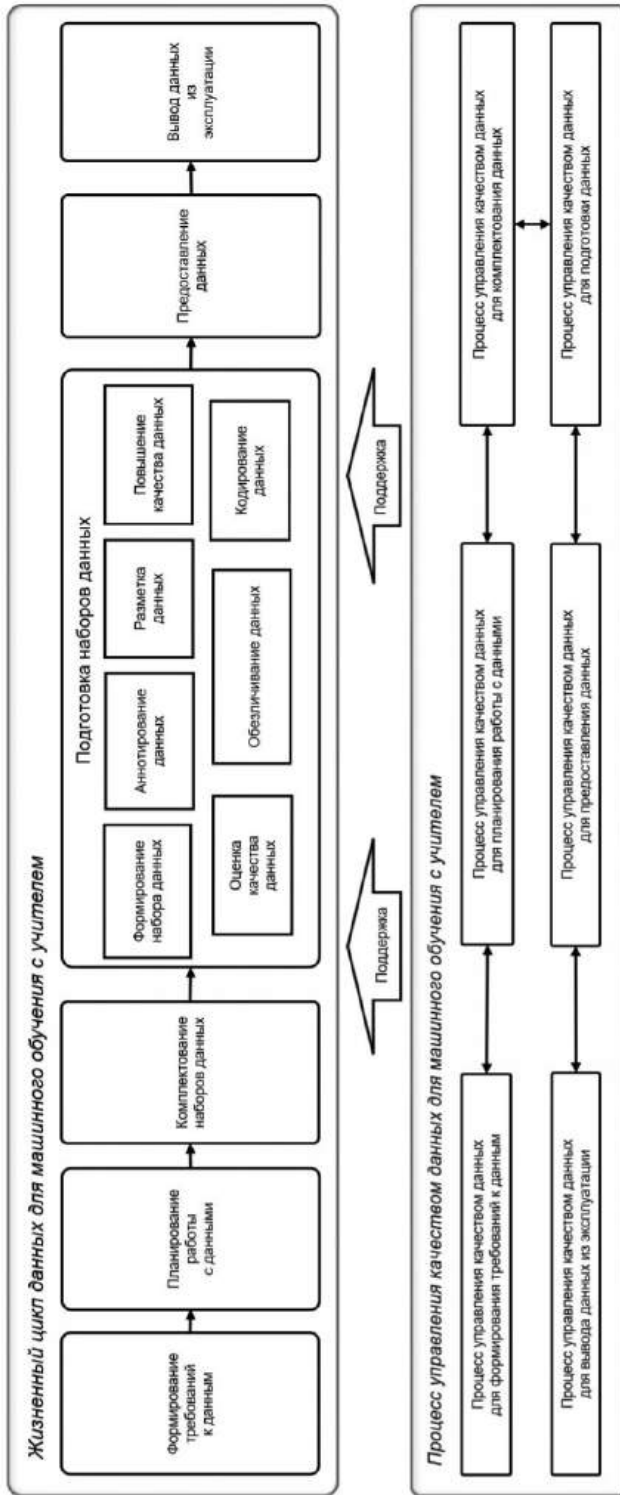 Жизненный цикл данных для машинного обучения с учителем
Формирование
требований
к данным
Планирование
работы
с данными
Комплектование
наборов данных
Подготовка наборов данных
Формирование
набора данных
Аннотирование
данных
Разметка
данных
Повышение
качества данных
Оценка
качества
данных
Обезличивание данных
Кодирование
данных
Предоставление
данных
Вывод данных
из
эксплуатации
Поддержка
Поддержка
Процесс управления качеством данных для машинного обучения с учителем
Процесс управления качеством данных
для формирования требований к данным
Процесс управления качеством данных
для планирования работы с данными
Процесс управления качеством данных
для комплектования данных
Процесс управления качеством данных
для вывода данных из эксплуатации
Процесс управления качеством данных
для предоставления данных
Процесс управления качеством данных
для подготовки данных